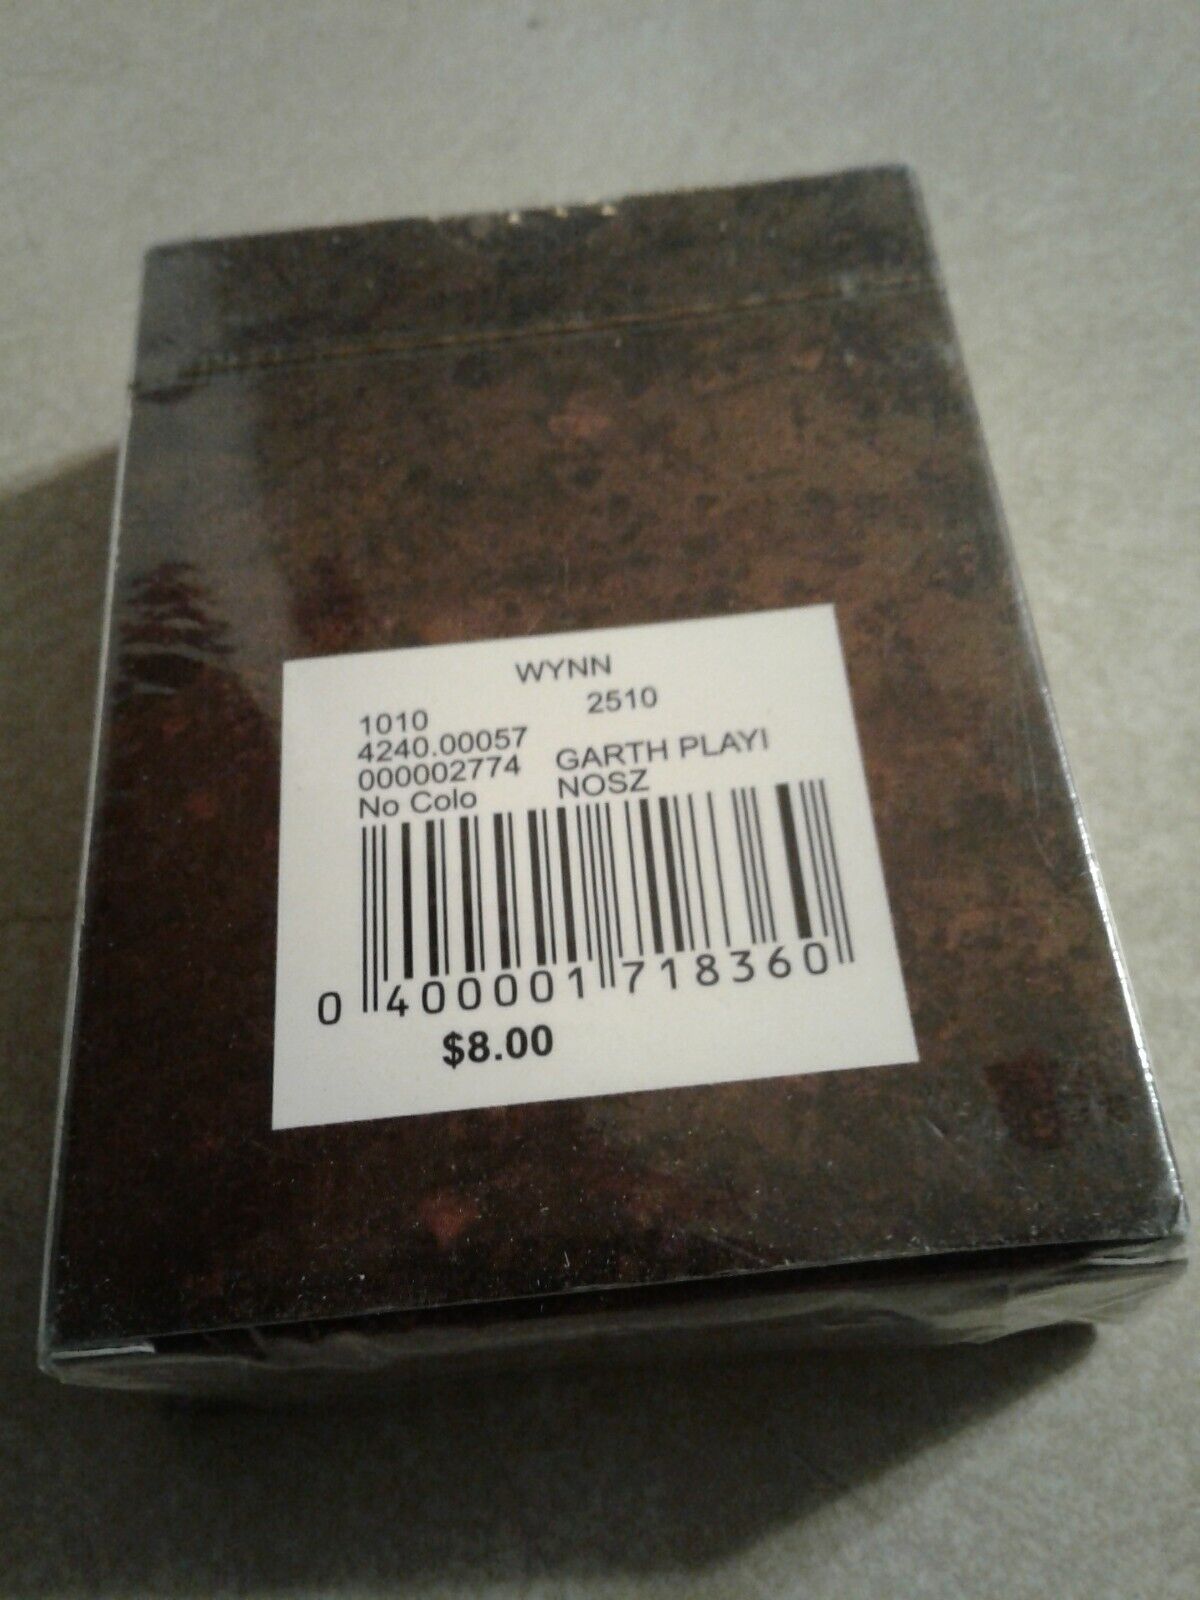 WYNN
1010 2510
4240.00057
000002774 GARTH PLAYI
No Colo NOSZ
0 400001 718360
$8.00